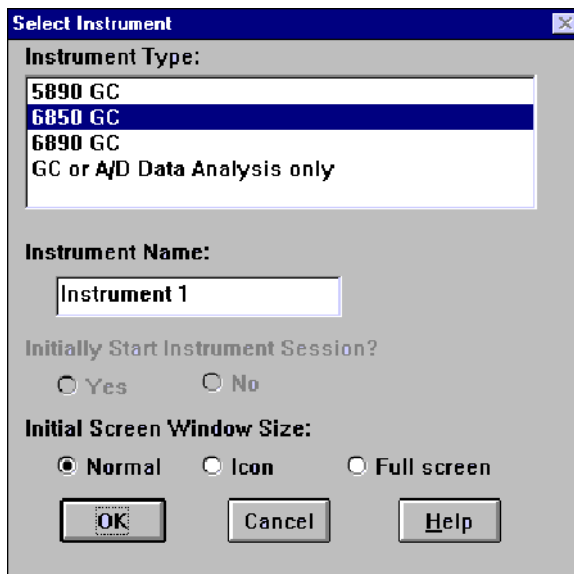 Select Instrument
Instrument Type:
5890 GC
6850 GC
6890 GC
GC or A/D Data Analysis only
Instrument Name:
Instrument 1
Initially Start Instrument Session?
Yes No
Initial Screen Window Size:
Normal Icon Full screen
OK Cancel Help